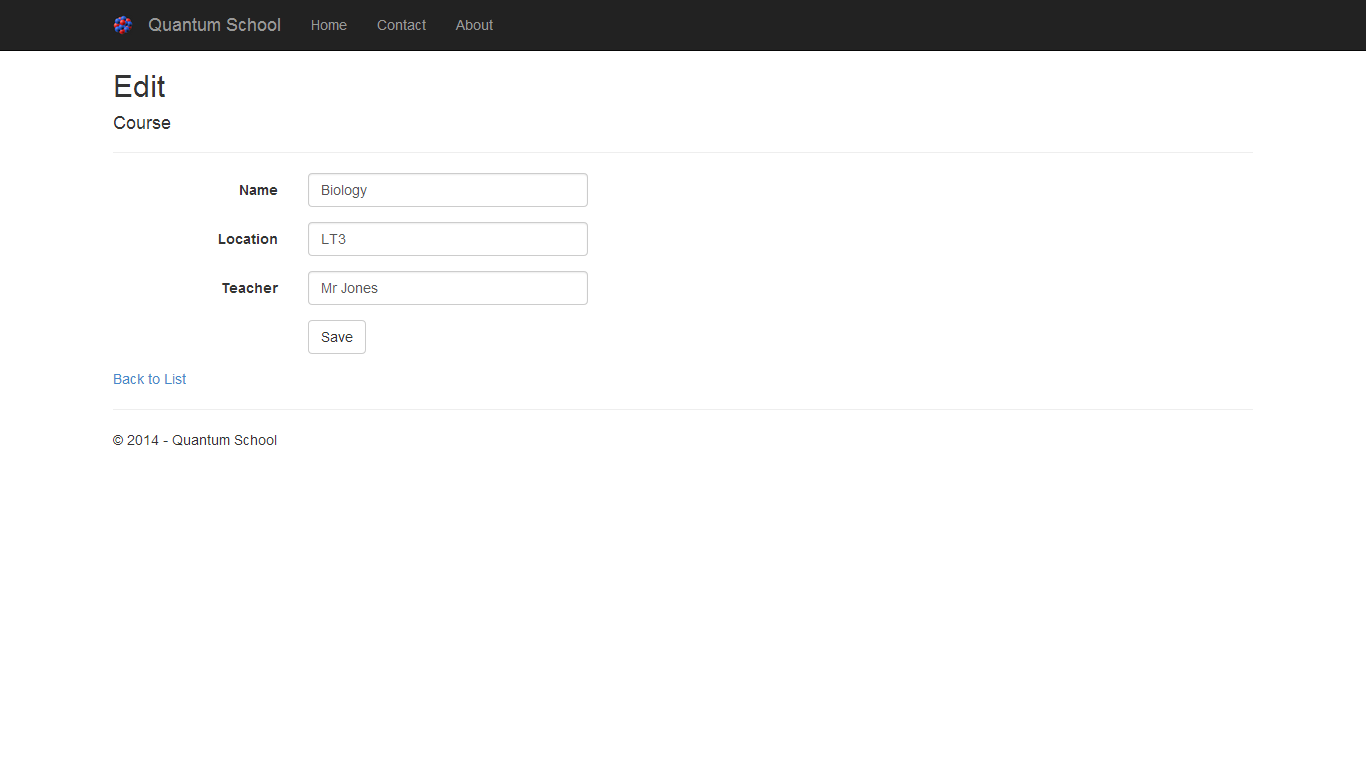 Quantum School Home Contact About
Edit
Course
Name Biology
Location LT3
Teacher Mr Jones
Save
Back to List
© 2014 - Quantum School